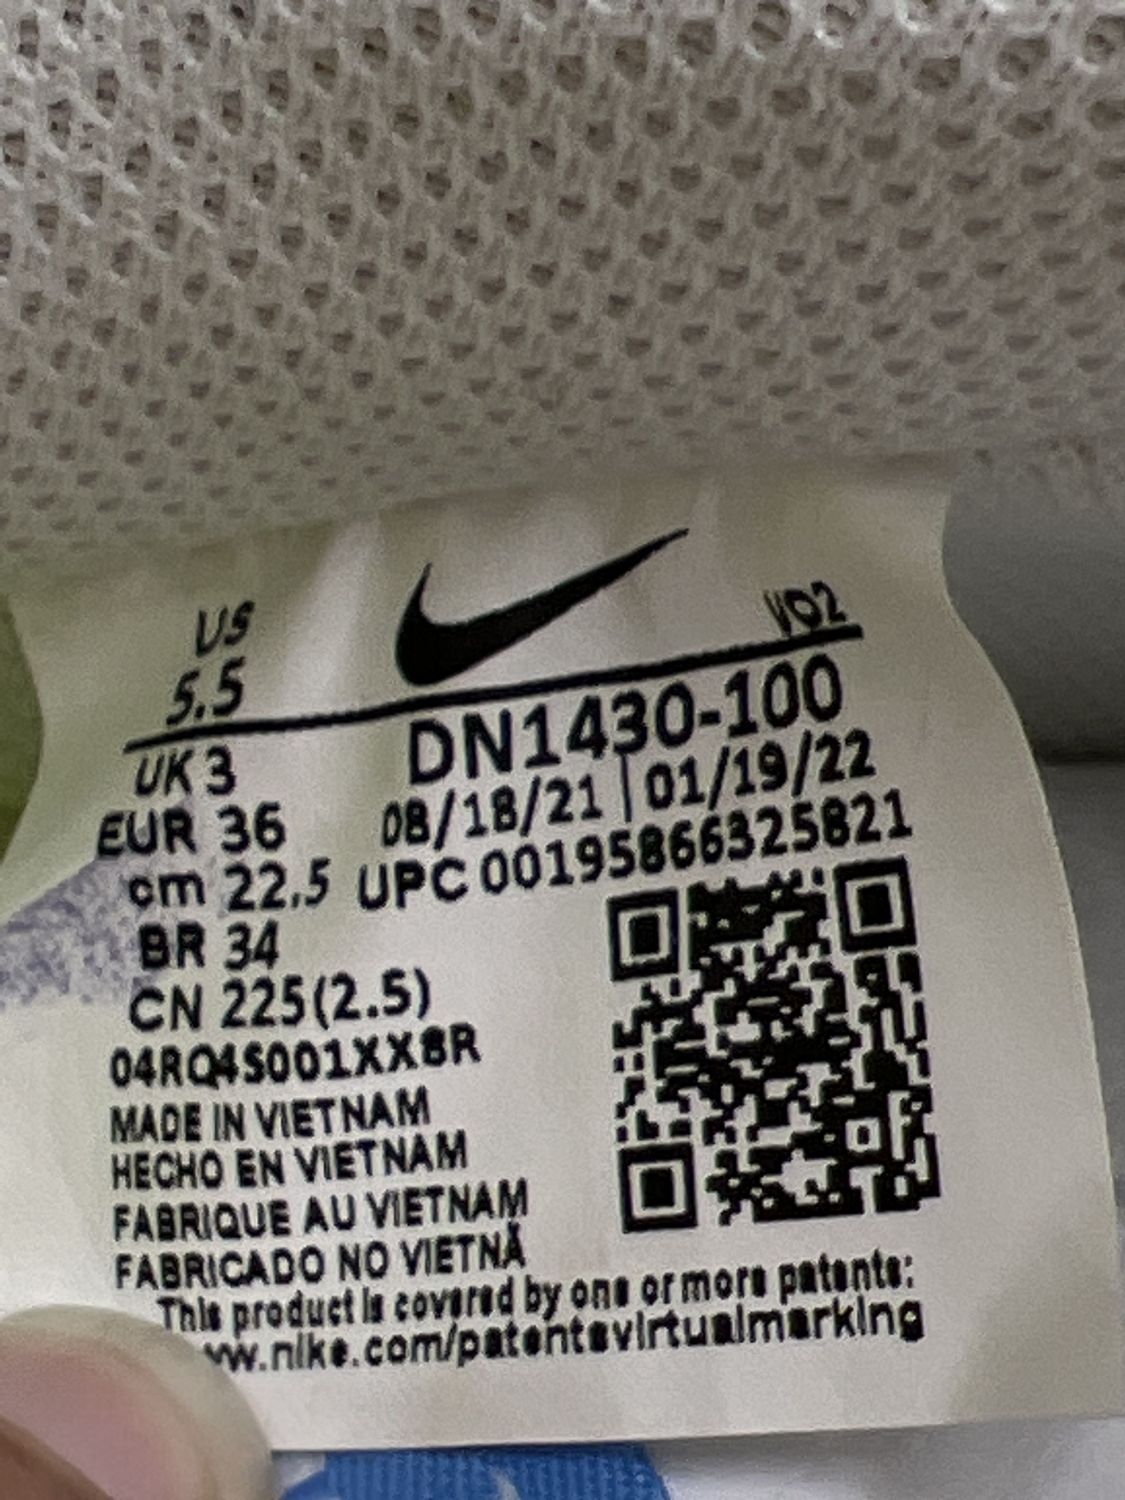 US
5.5
VO2
UK 3
DN1430-100
EUR 36
08/18/21 | 01/19/22
cm 22.5
UPC 00195866325821
BR 34
CN 225(2.5)
04RQ4S001XX8R
MADE IN VIETNAM
HECHO EN VIETNAM
FABRIQUE AU VIETNAM
FABRICADO NO VIETNÃ
This product is covered by one or more patents:
ww.nike.com/patentsvirtualmarking